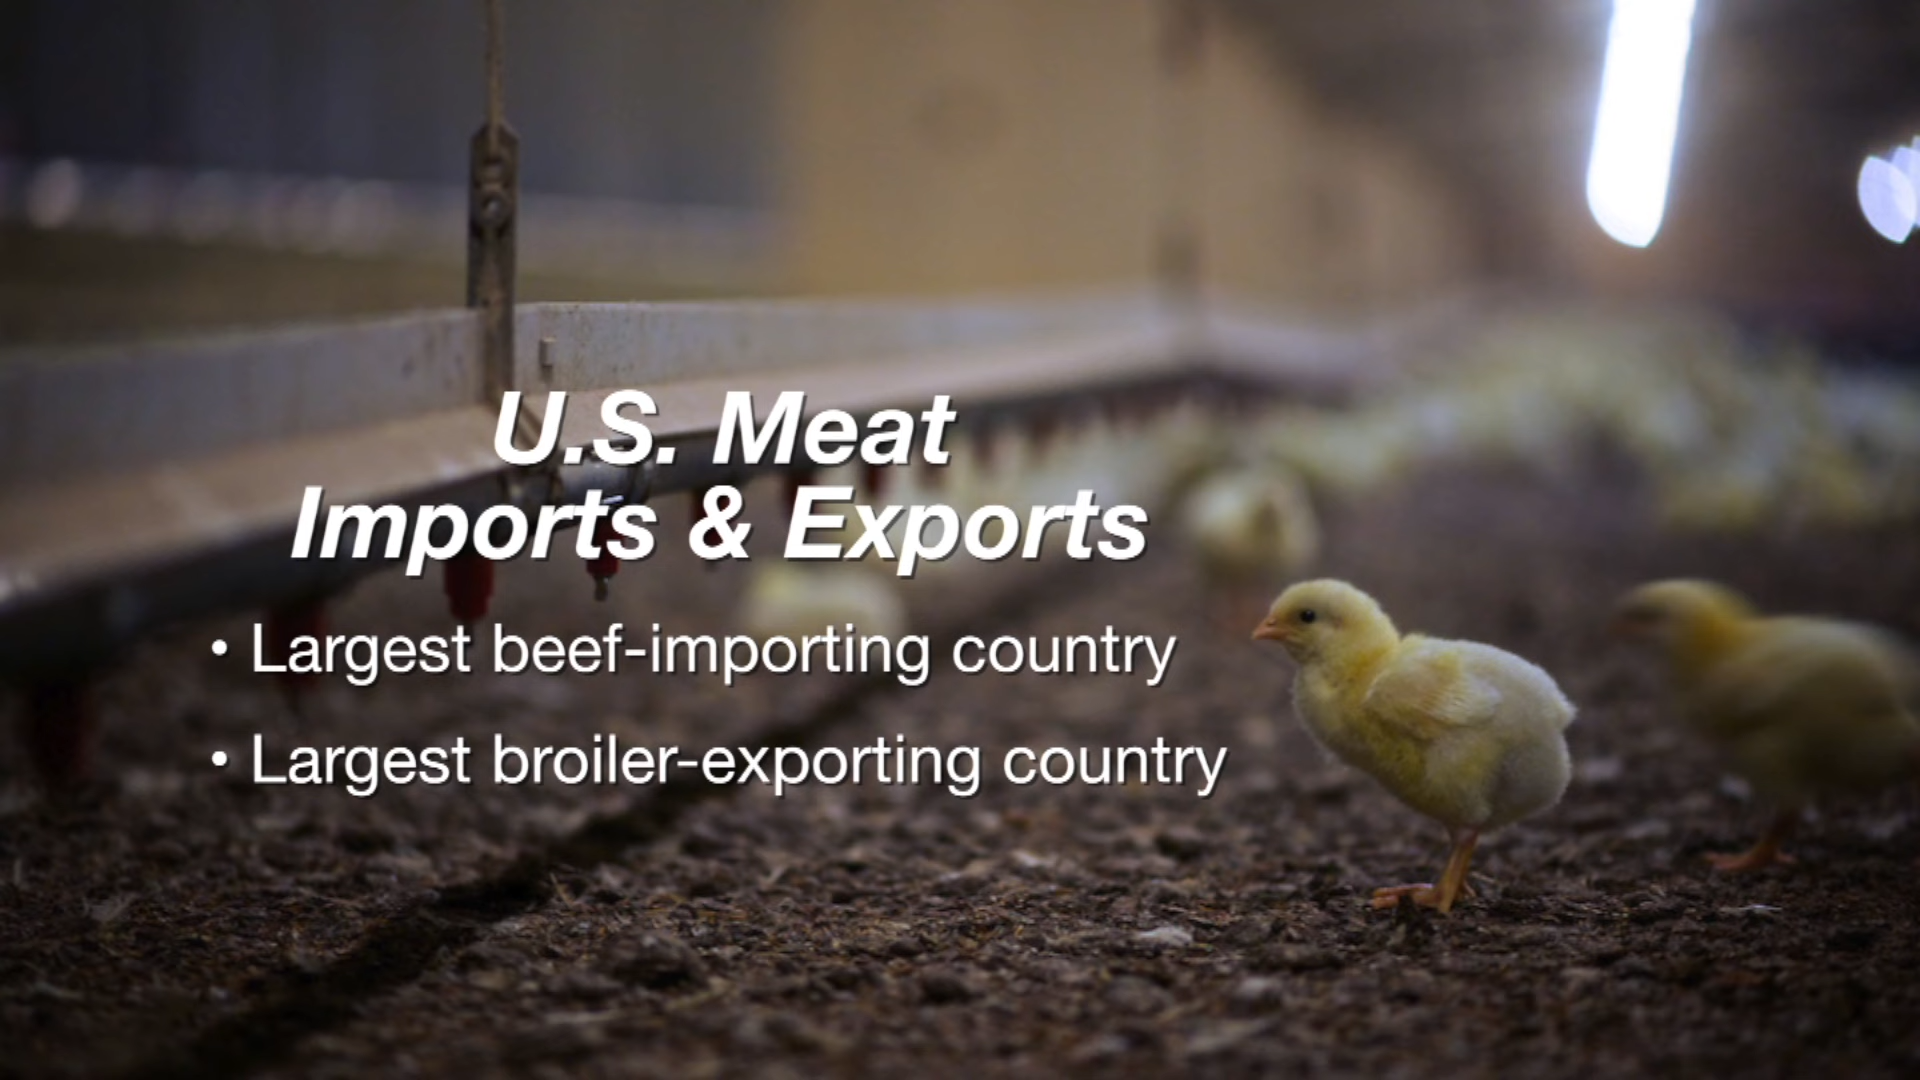 U.S. Meat
Imports & Exports
• Largest beef-importing country
• Largest broiler-exporting country